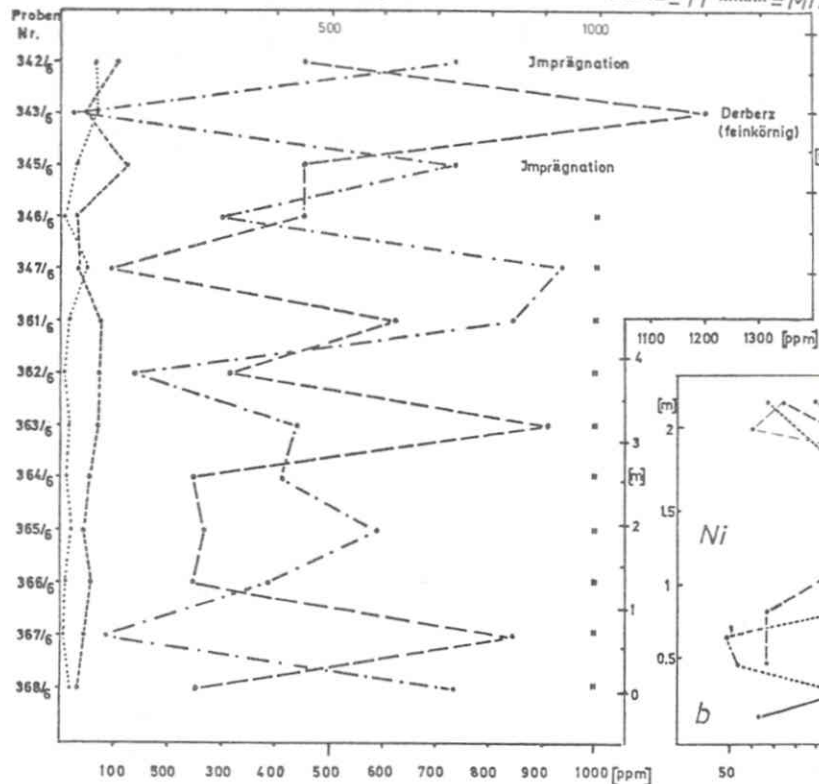 Proben
Nr.
500
1000
342/6
Imprägnation
343/6
Derberz
(feinkörnig)
345/6
Imprägnation
346/6
347/6
361/6
362/6
363/6
364/6
365/6
366/6
367/6
368/6
4
3
[m]
2
1
0
100 500 200 300 400 500 600 700 800 900 1000 [ppm]
1100 1200 1300 [ppm]
[m]
2
1.5
Ni
1
1
0.5
b
50